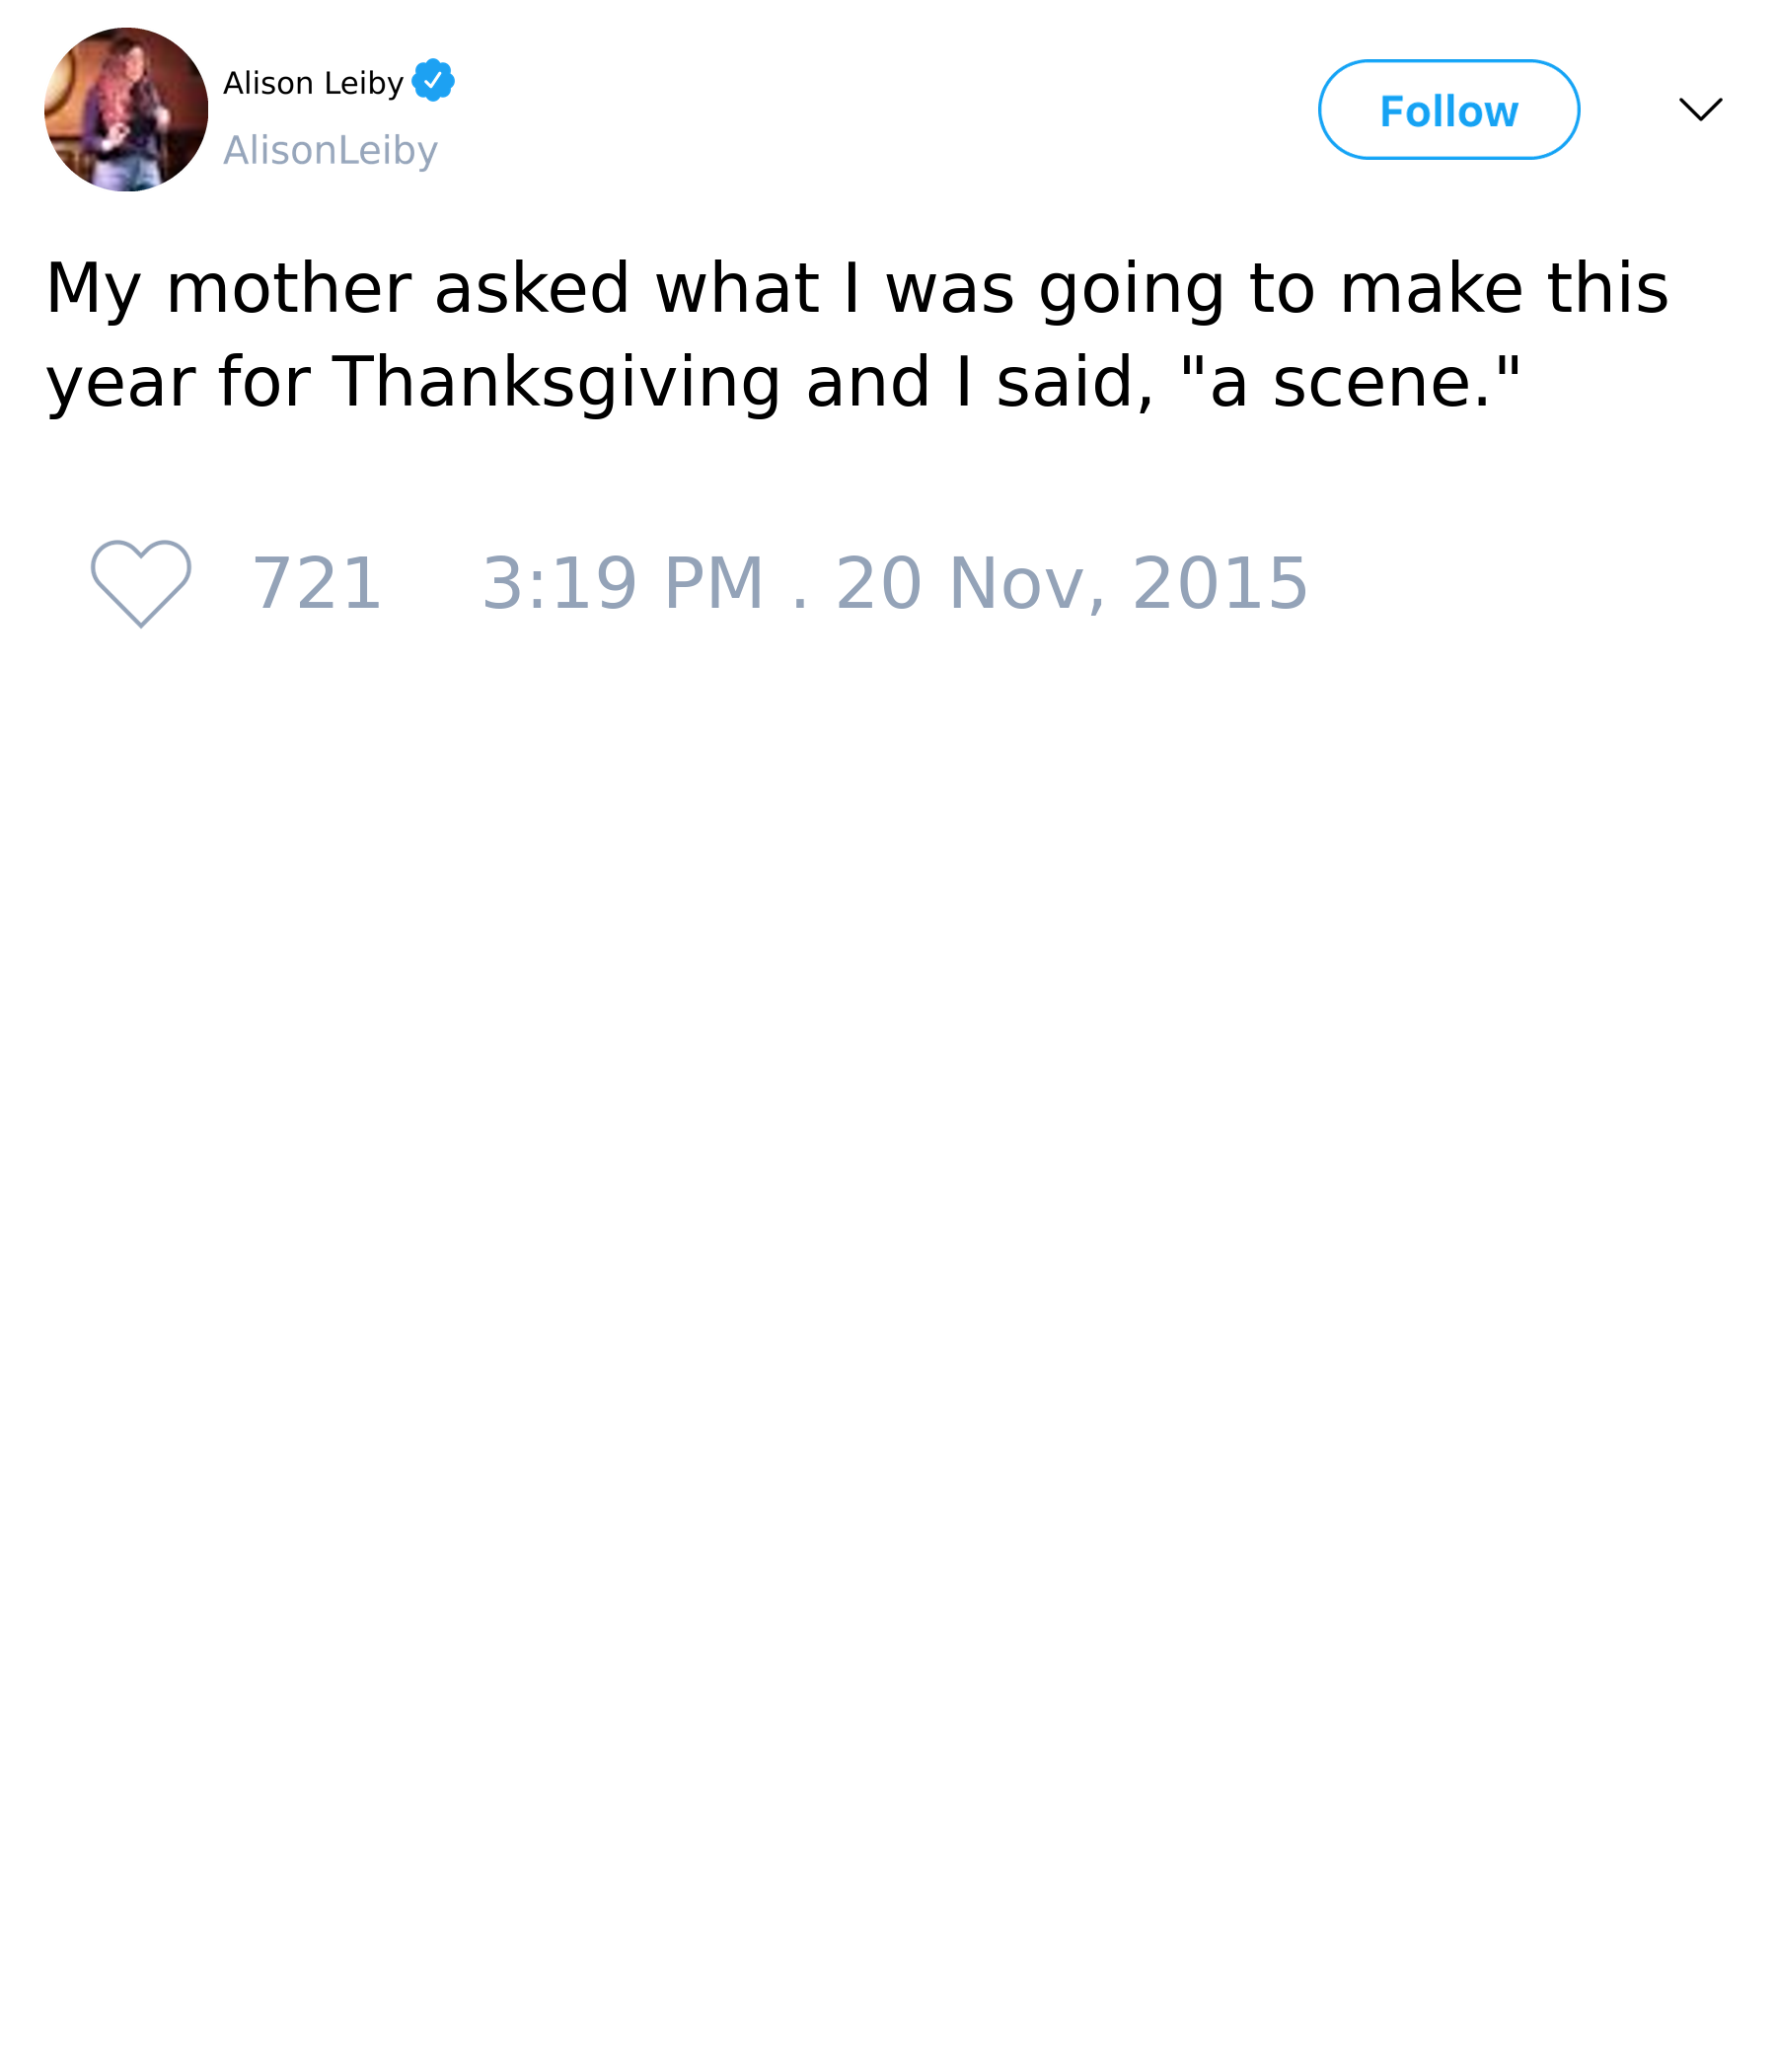 Alison Leiby
AlisonLeiby
Follow
My mother asked what I was going to make this
year for Thanksgiving and I said, "a scene."
721 3:19 PM . 20 Nov, 2015